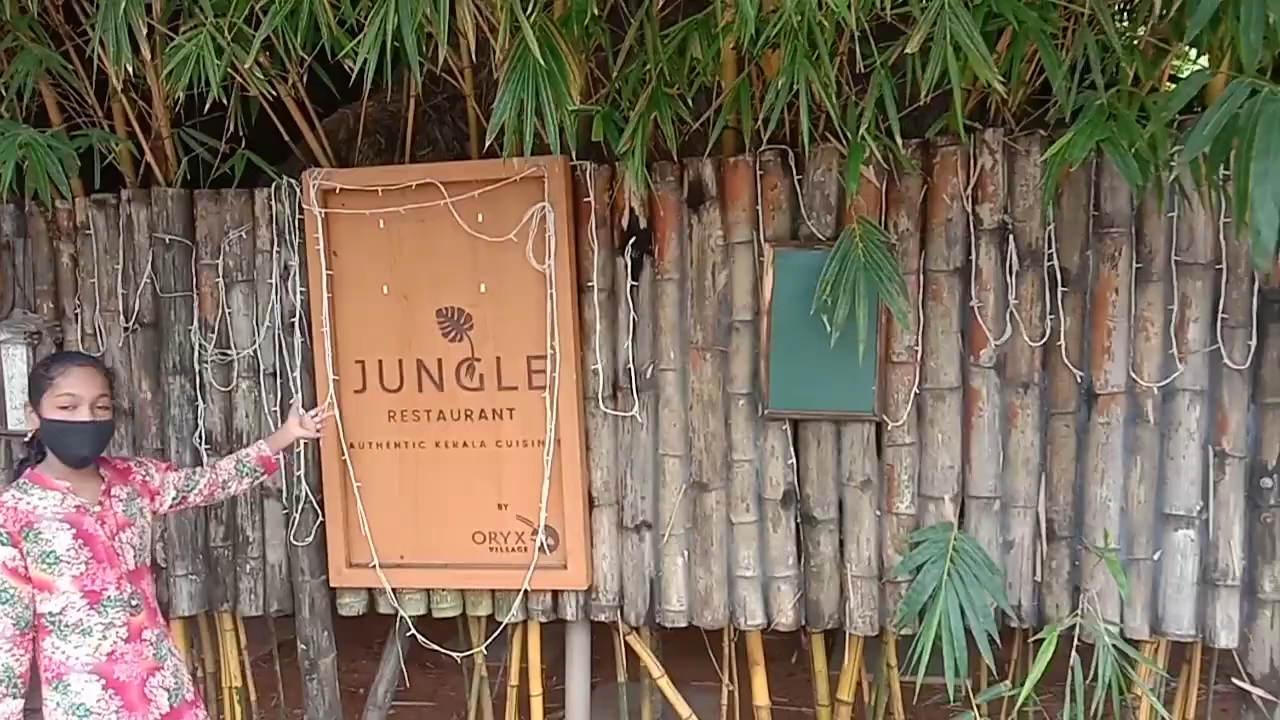 JUNGLE
RESTAURANT
AUTHENTIC KERALA CUISINE
BY
ORYX
VILLAGE